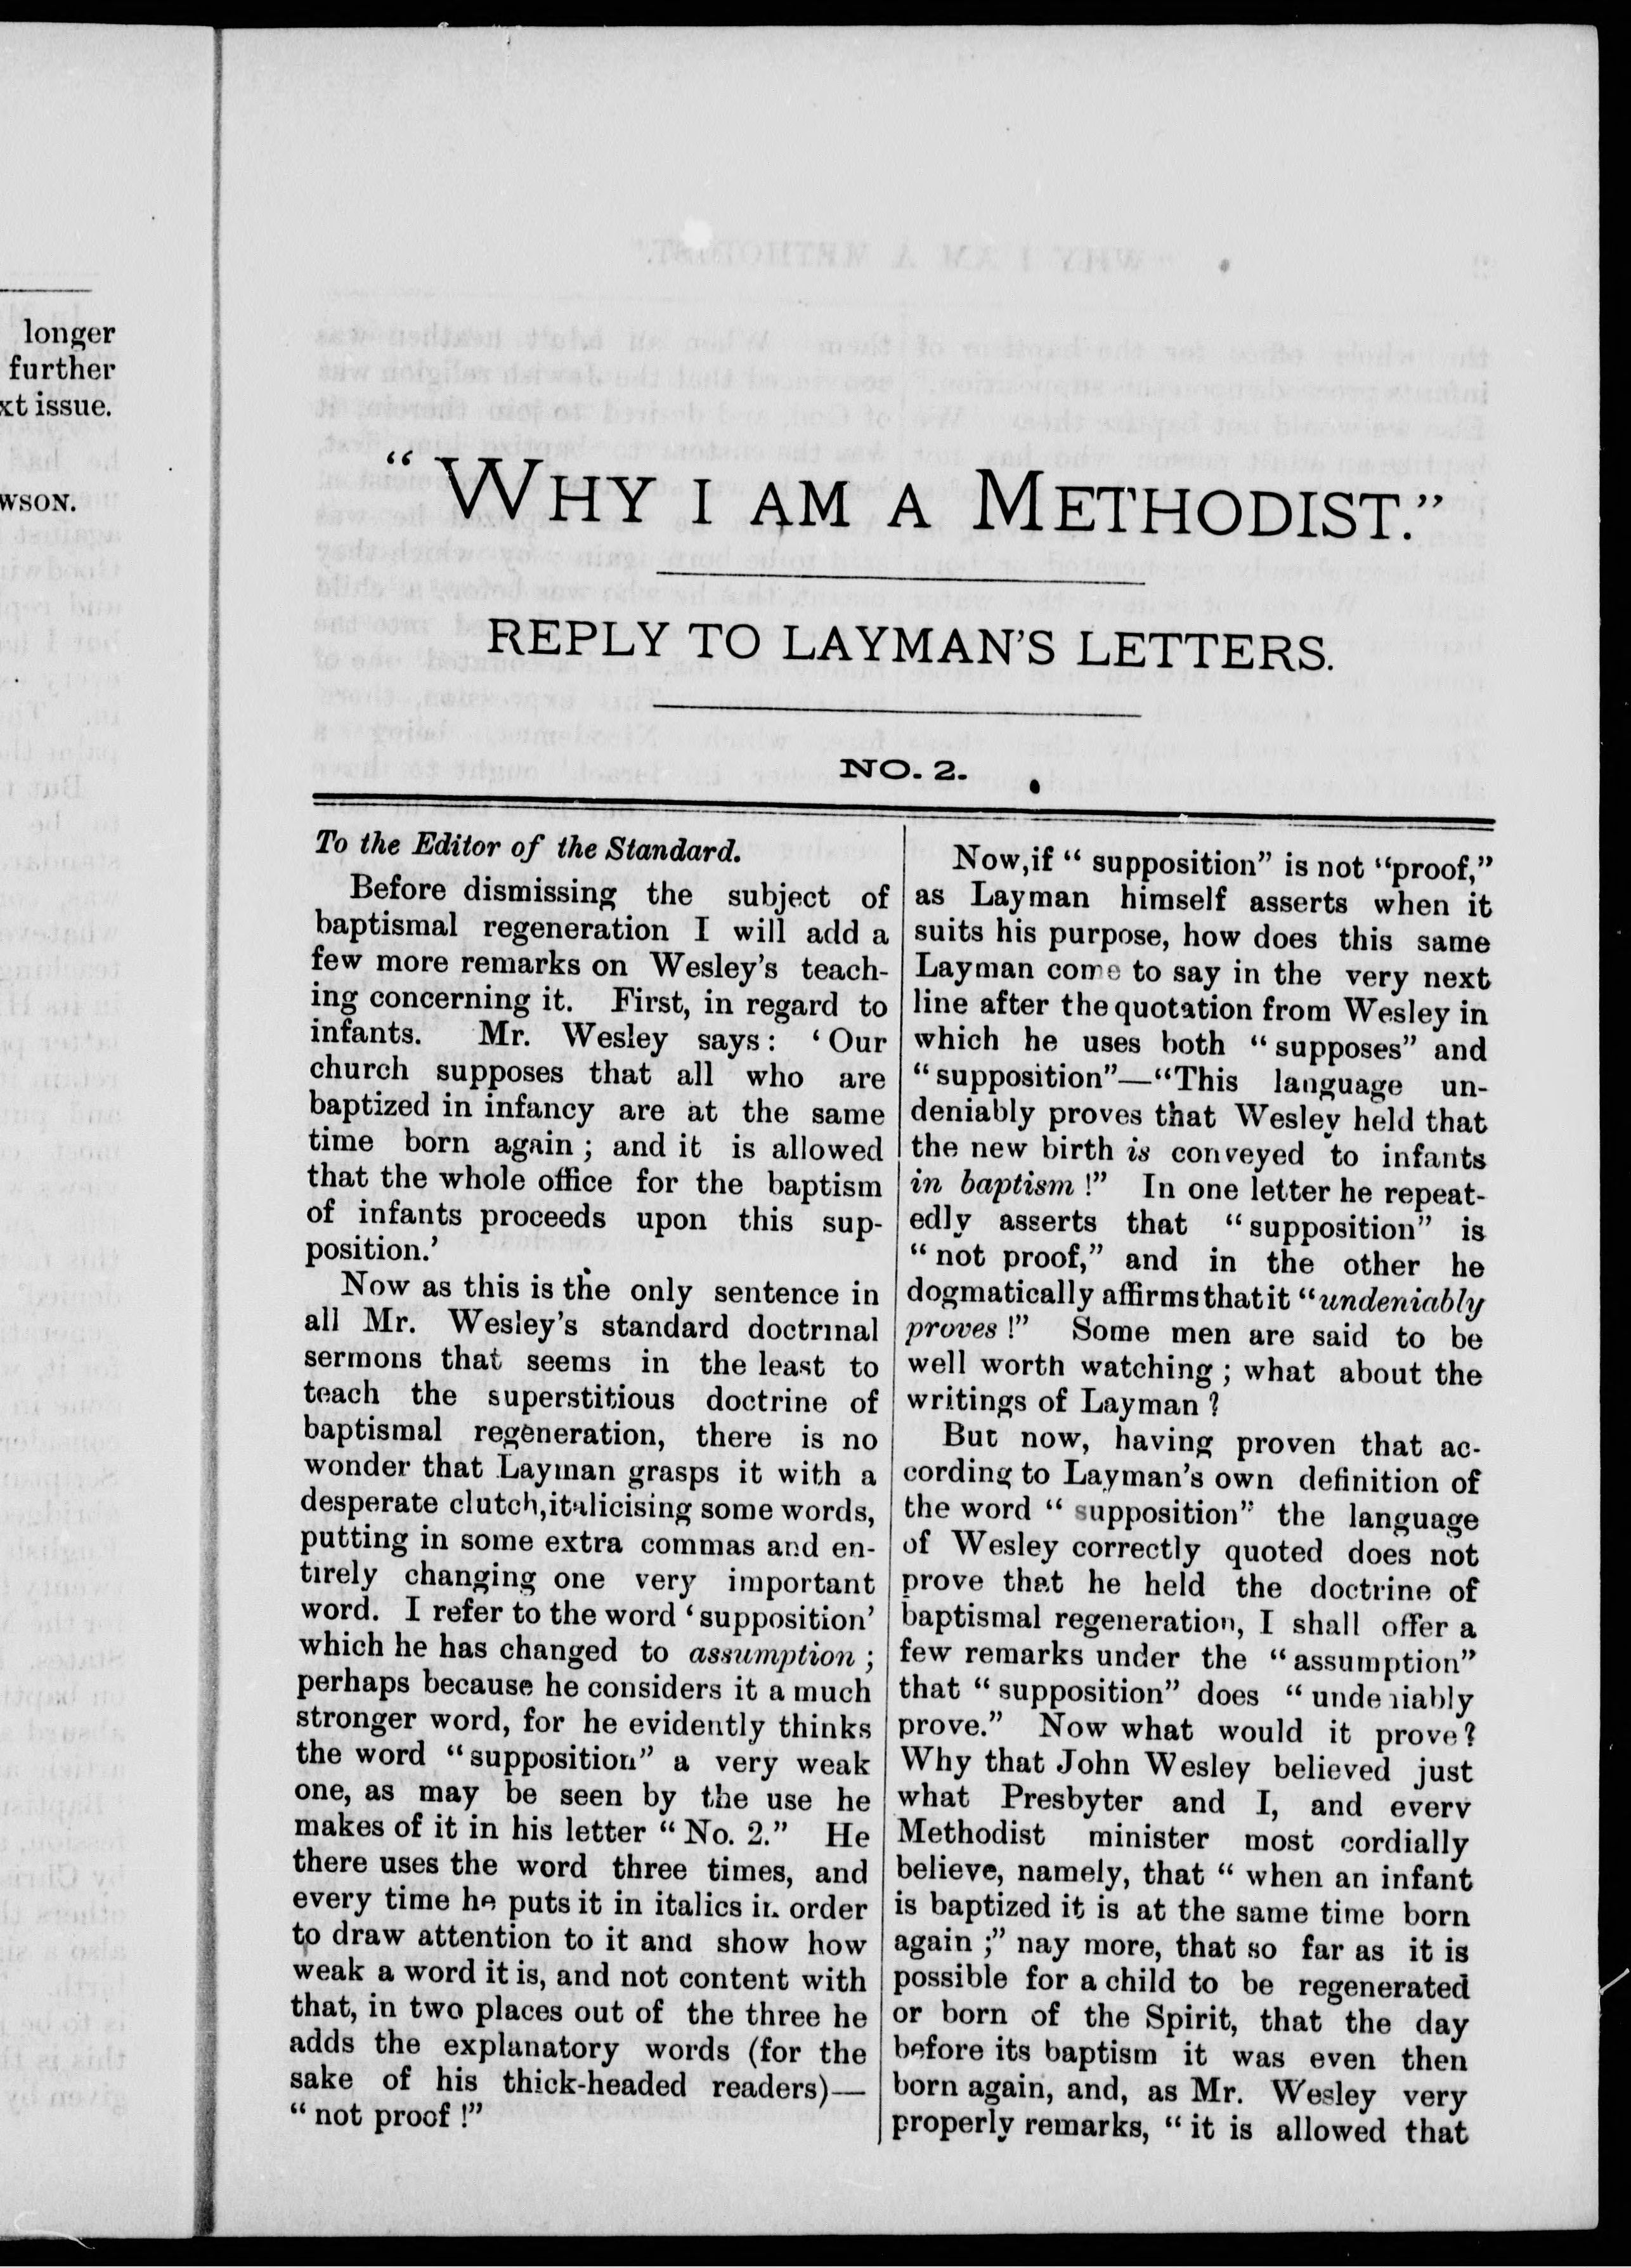 longer
further
xt issue.
WSON.
“WHY I AM A METHODIST.”
REPLY TO LAYMAN’S LETTERS.
NO. 2.
To the Editor of the Standard.
Before dismissing the subject of
baptismal regeneration I will add a
few more remarks on Wesley’s teach-
ing concerning it. First, in regard to
infants. Mr. Wesley says: ‘Our
church supposes that all who are
baptized in infancy are at the same
time born again; and it is allowed
that the whole office for the baptism
of infants proceeds upon this sup-
position.’
Now as this is the only sentence in
all Mr. Wesley’s standard doctrinal
sermons that seems in the least to
teach the superstitious doctrine of
baptismal regeneration, there is no
wonder that Layman grasps it with a
desperate clutch,italicising some words,
putting in some extra commas and en-
tirely changing one very important
word. I refer to the word ‘supposition’
which he has changed to assumption;
perhaps because he considers it a much
stronger word, for he evidently thinks
the word “supposition” a very weak
one, as may be seen by the use he
makes of it in his letter “No. 2.” He
there uses the word three times, and
every time he puts it in italics in order
to draw attention to it and show how
weak a word it is, and not content with
that, in two places out of the three he
adds the explanatory words (for the
sake of his thick-headed readers)—
“not proof!”
Now,if “supposition” is not “proof,”
as Layman himself asserts when it
suits his purpose, how does this same
Layman come to say in the very next
line after the quotation from Wesley in
which he uses both “supposes” and
“supposition”—“This language un-
deniably proves that Wesley held that
the new birth is conveyed to infants
in baptism!” In one letter he repeat-
edly asserts that “supposition” is
“not proof,” and in the other he
dogmatically affirms that it “undeniably
proves!” Some men are said to be
well worth watching; what about the
writings of Layman?
But now, having proven that ac-
cording to Layman’s own definition of
the word “supposition” the language
of Wesley correctly quoted does not
prove that he held the doctrine of
baptismal regeneration, I shall offer a
few remarks under the “assumption”
that “supposition” does “undeniably
prove.” Now what would it prove?
Why that John Wesley believed just
what Presbyter and I, and every
Methodist minister most cordially
believe, namely, that “when an infant
is baptized it is at the same time born
again;” nay more, that so far as it is
possible for a child to be regenerated
or born of the Spirit, that the day
before its baptism it was even then
born again, and, as Mr. Wesley very
properly remarks, “it is allowed that